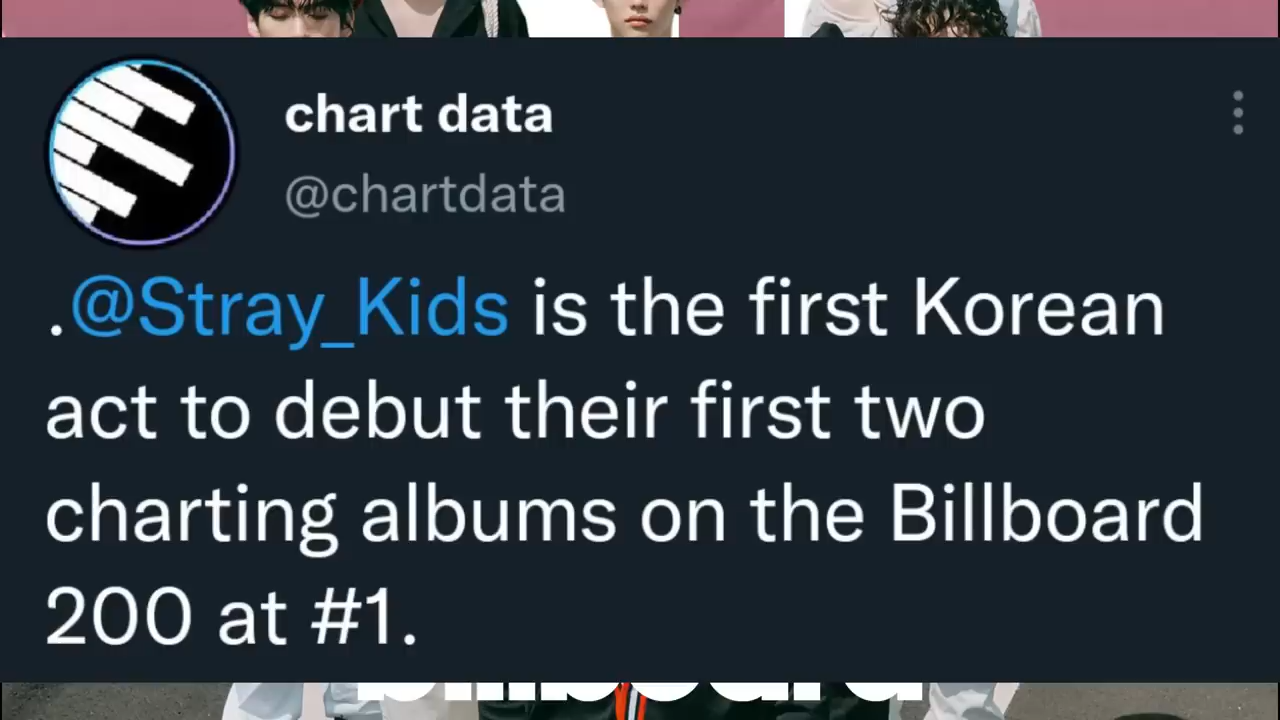 chart data
@chartdata
.@Stray_Kids is the first Korean
act to debut their first two
charting albums on the Billboard
200 at #1.
billboard